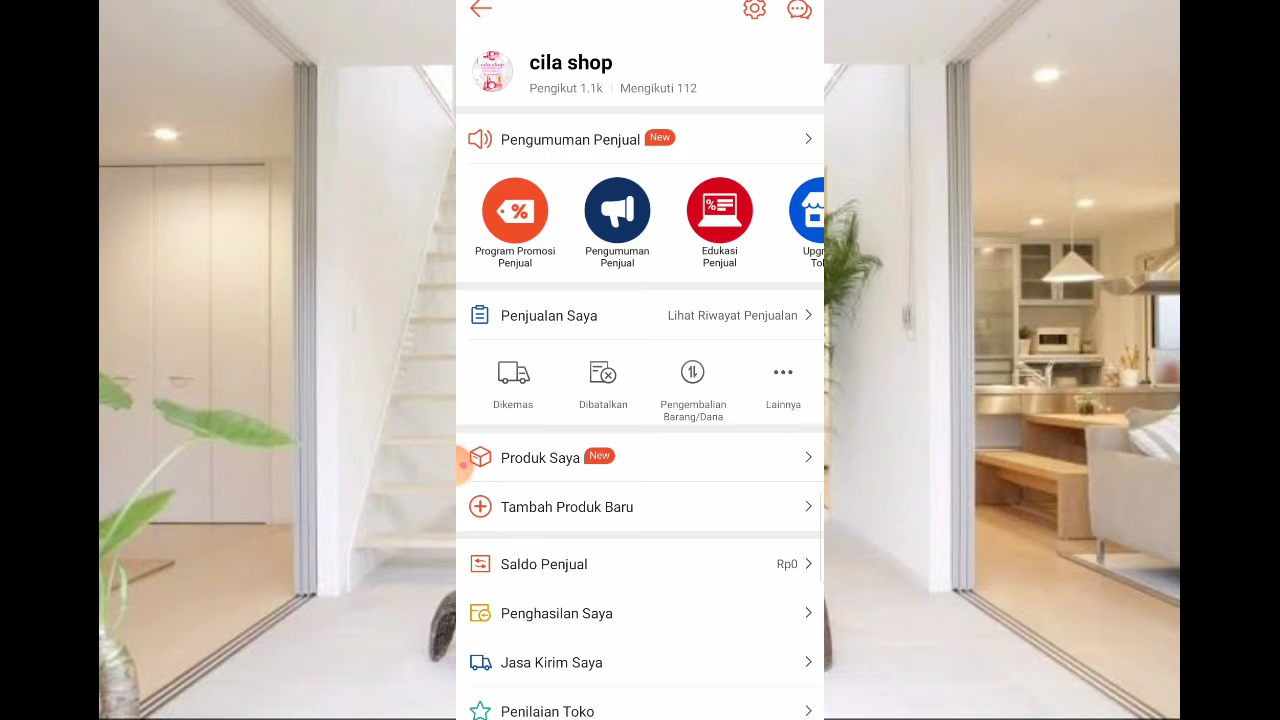 cila shop
Pengikut 1.1k Mengikuti 112
Pengumuman Penjual New
Program Promosi Penjual
Pengumuman Penjual
Edukasi Penjual
Penjualan Saya Lihat Riwayat Penjualan
Dikemas
Dibatalkan
Pengembalian Barang/Dana
Lainnya
Produk Saya New
Tambah Produk Baru
Saldo Penjual Rp0
Penghasilan Saya
Jasa Kirim Saya
Penilaian Toko